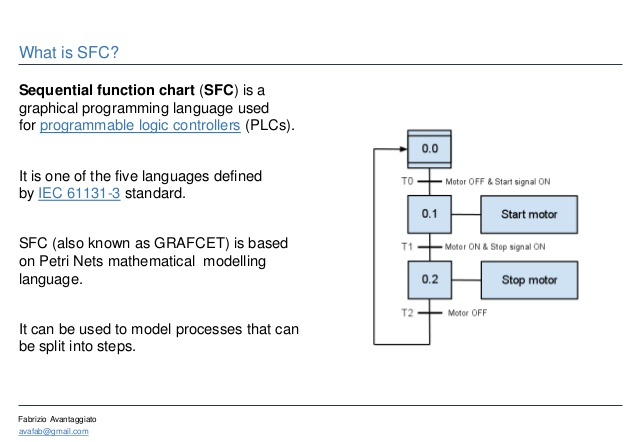 What is SFC?
Sequential function chart (SFC) is a
graphical programming language used
for programmable logic controllers (PLCs).
It is one of the five languages defined
by IEC 61131-3 standard.
SFC (also known as GRAFCET) is based
on Petri Nets mathematical modelling
language.
It can be used to model processes that can
be split into steps.
0.0
T0 Motor OFF & Start signal ON
0.1 Start motor
T1 Motor ON & Stop signal ON
0.2 Stop motor
T2 Motor OFF
Fabrizio Avantaggiato
avafab@gmail.com